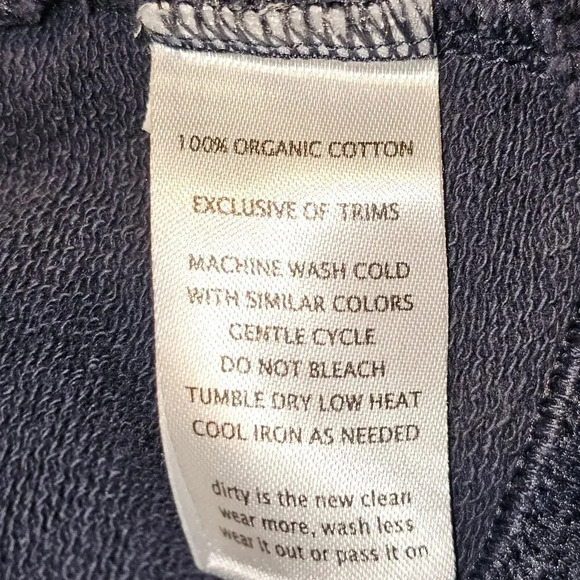 100% ORGANIC COTTON
EXCLUSIVE OF TRIMS
MACHINE WASH COLD
WITH SIMILAR COLORS
GENTLE CYCLE
DO NOT BLEACH
TUMBLE DRY LOW HEAT
COOL IRON AS NEEDED
dirty is the new clean
wear more, wash less
wear it out or pass it on